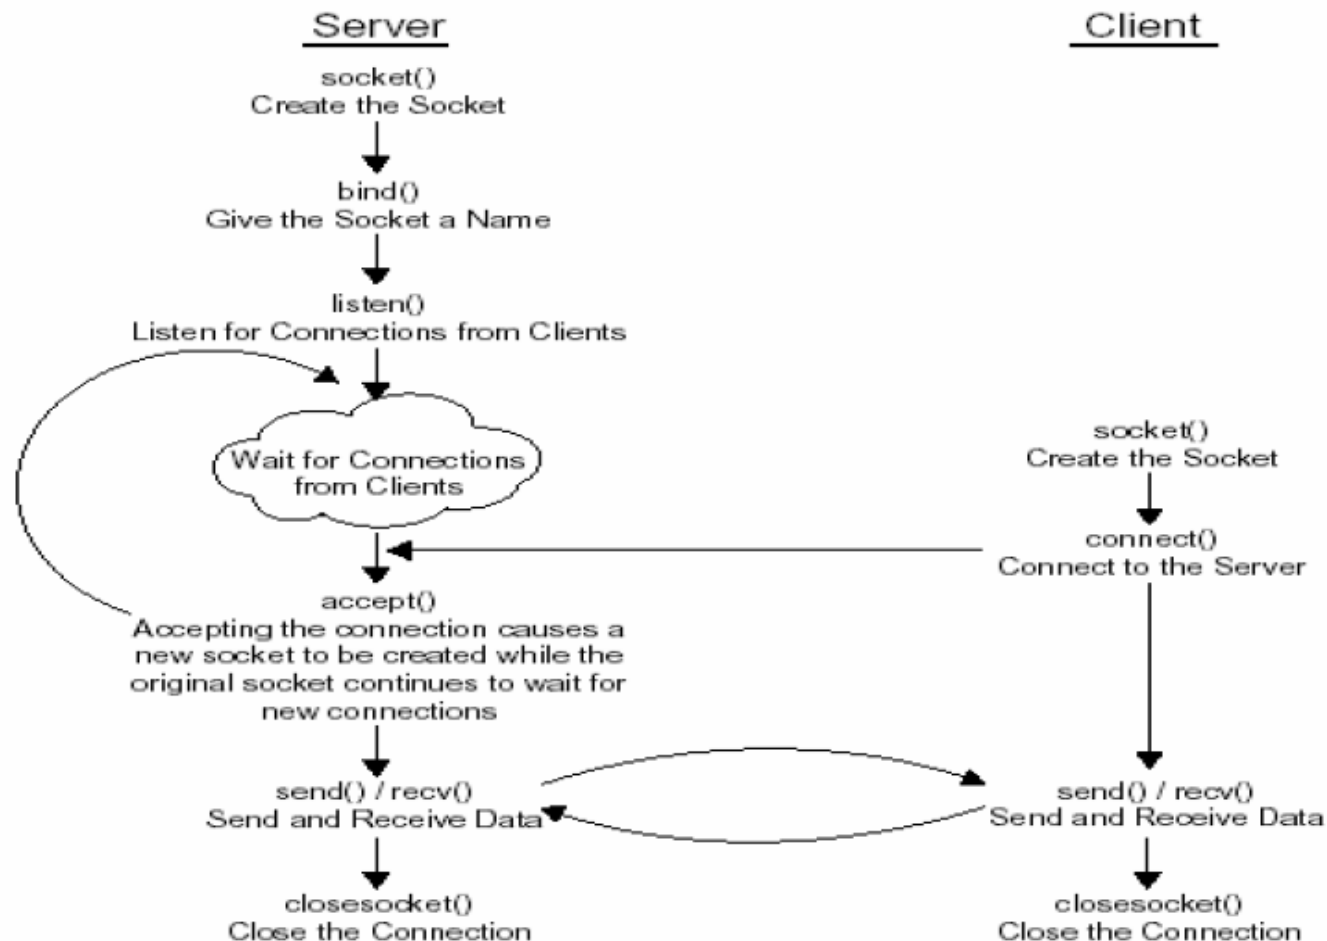 Server
socket()
Create the Socket
bind()
Give the Socket a Name
listen()
Listen for Connections from Clients
Wait for Connections
from Clients
accept()
Accepting the connection causes a
new socket to be created while the
original socket continues to wait for
new connections
send() / recv()
Send and Receive Data
closesocket()
Close the Connection
Client
socket()
Create the Socket
connect()
Connect to the Server
send() / recv()
Send and Receive Data
closesocket()
Close the Connection